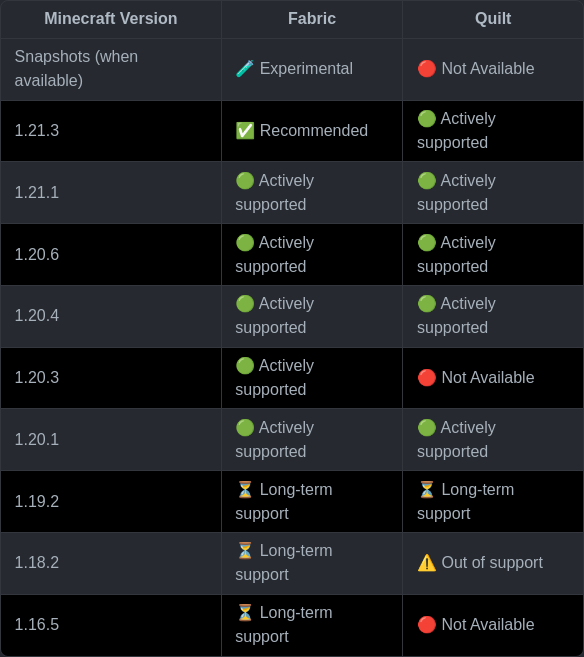 Minecraft Version Fabric Quilt
Snapshots (when
available) 🧪 Experimental 🔴 Not Available
1.21.3 ✅ Recommended 🟢 Actively
supported
1.21.1 🟢 Actively
supported 🟢 Actively
supported
1.20.6 🟢 Actively
supported 🟢 Actively
supported
1.20.4 🟢 Actively
supported 🟢 Actively
supported
1.20.3 🟢 Actively
supported 🔴 Not Available
1.20.1 🟢 Actively
supported 🟢 Actively
supported
1.19.2 ⏳ Long-term
support ⏳ Long-term
support
1.18.2 ⏳ Long-term
support ⚠️ Out of support
1.16.5 ⏳ Long-term
support 🔴 Not Available